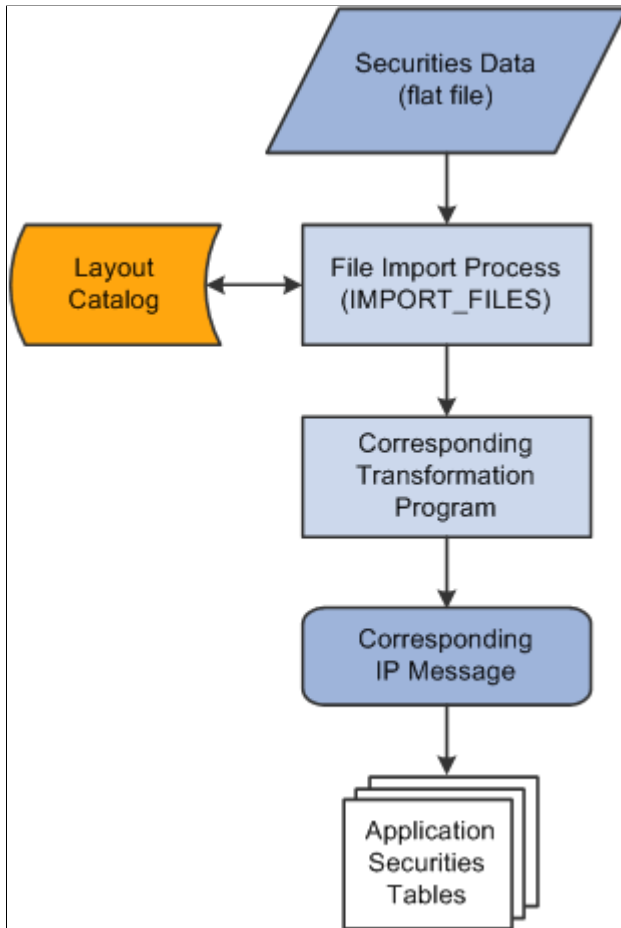 Securities Data
(flat file)
Layout
Catalog
File Import Process
(IMPORT_FILES)
Corresponding
Transformation
Program
Corresponding
IP Message
Application
Securities
Tables